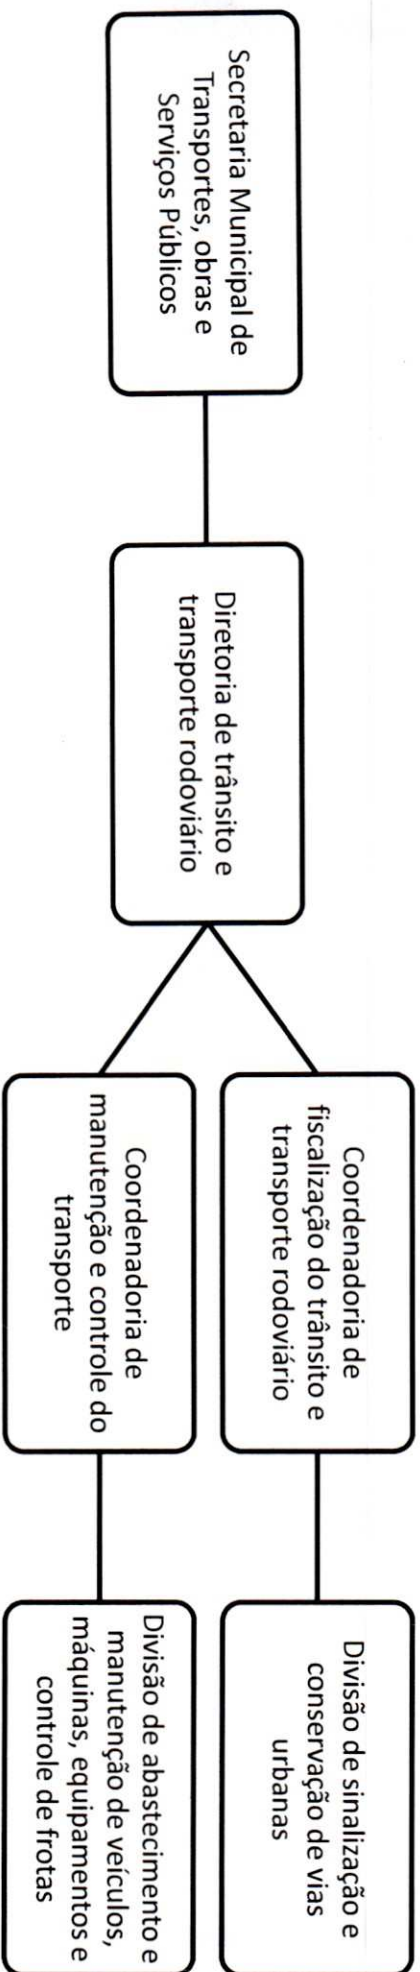 Secretaria Municipal de
Transportes, obras e
Serviços Públicos
Diretoria de trânsito e
transporte rodoviário
Coordenadoria de
fiscalização do trânsito e
transporte rodoviário
Divisão de sinalização e
conservação de vias
urbanas
Coordenadoria de
manutenção e controle do
transporte
Divisão de abastecimento e
manutenção de veículos,
máquinas, equipamentos e
controle de frotas